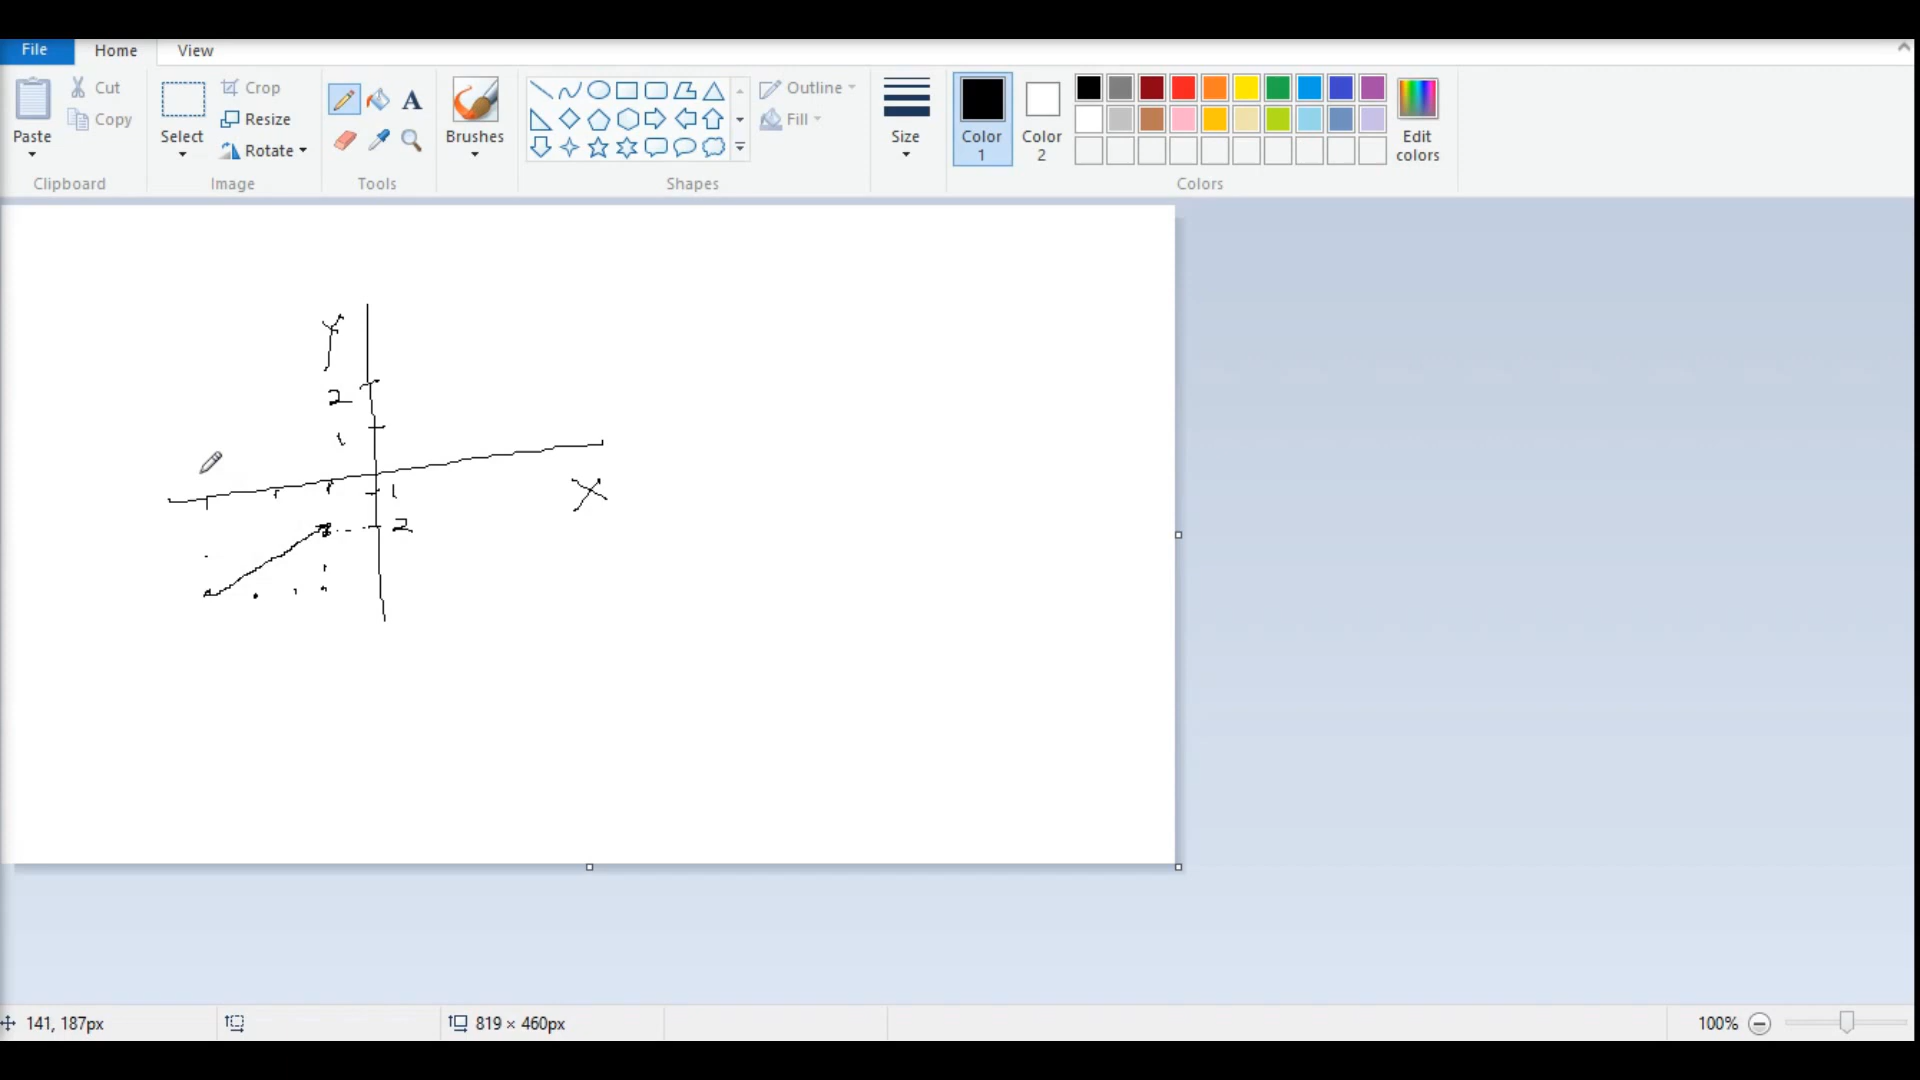 File Home View
Paste
Cut
Copy
Clipboard
Select
Crop
Resize
Rotate
Image
A
Tools
Brushes
Outline
Fill
Shapes
Size
Color 1
Color 2
Edit colors
Colors
Y
2
1
1
2
X
141, 187px
819 × 460px
100%